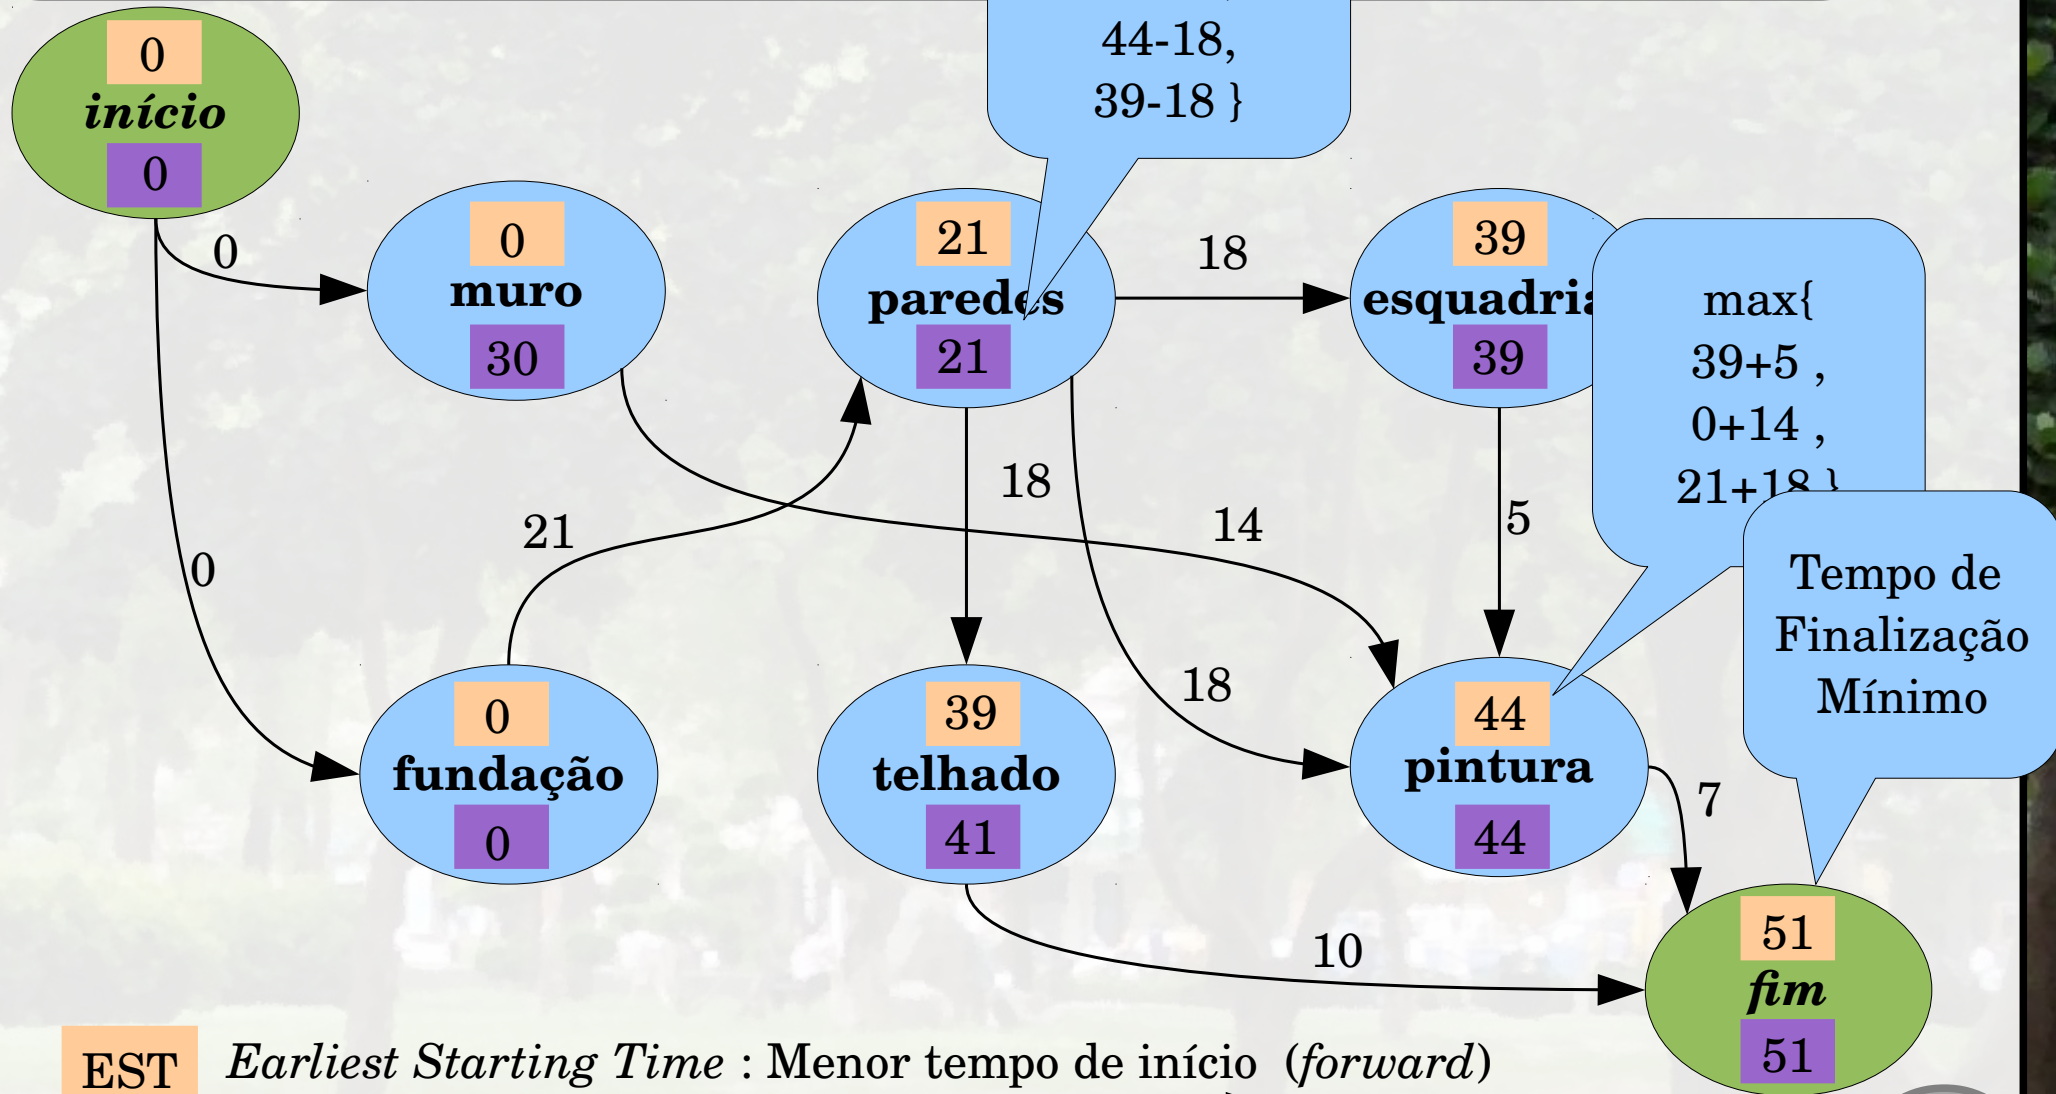 44-18,
39-18 }
0
início
0
0
0
muro
30
21
paredes
21
18
39
esquadria
39
max{
39+5 ,
0+14 ,
21+18 }
18
21
14
5
0
Tempo de
Finalização
Mínimo
0
fundação
0
39
telhado
41
18
44
pintura
44
7
10
51
fim
51
EST Earliest Starting Time : Menor tempo de início (forward)